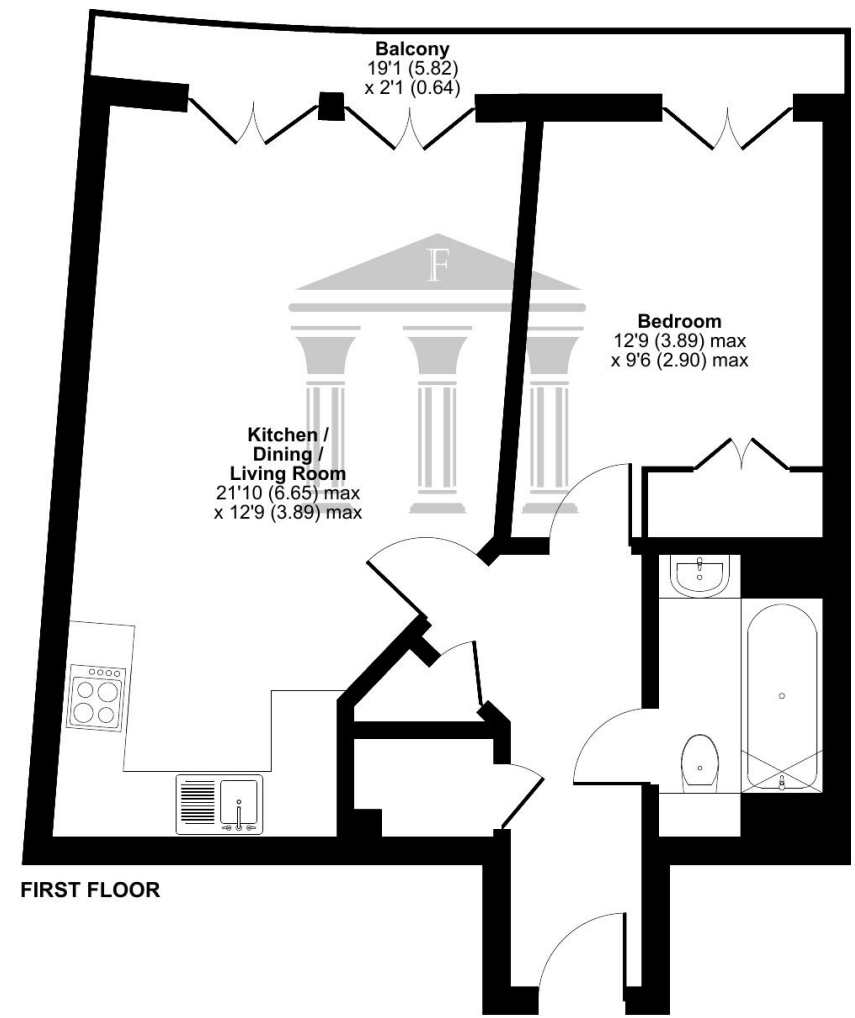 Balcony
19'1 (5.82)
x 2'1 (0.64)
F
Bedroom
12'9 (3.89) max
x 9'6 (2.90) max
Kitchen /
Dining /
Living Room
21'10 (6.65) max
x 12'9 (3.89) max
FIRST FLOOR